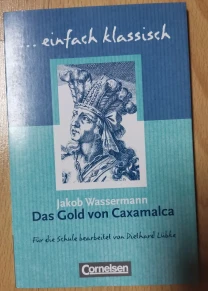 ... einfach klassisch
Jakob Wassermann
Das Gold von Caxamalca
Für die Schule bearbeitet von Diethard Lübke
Cornelsen